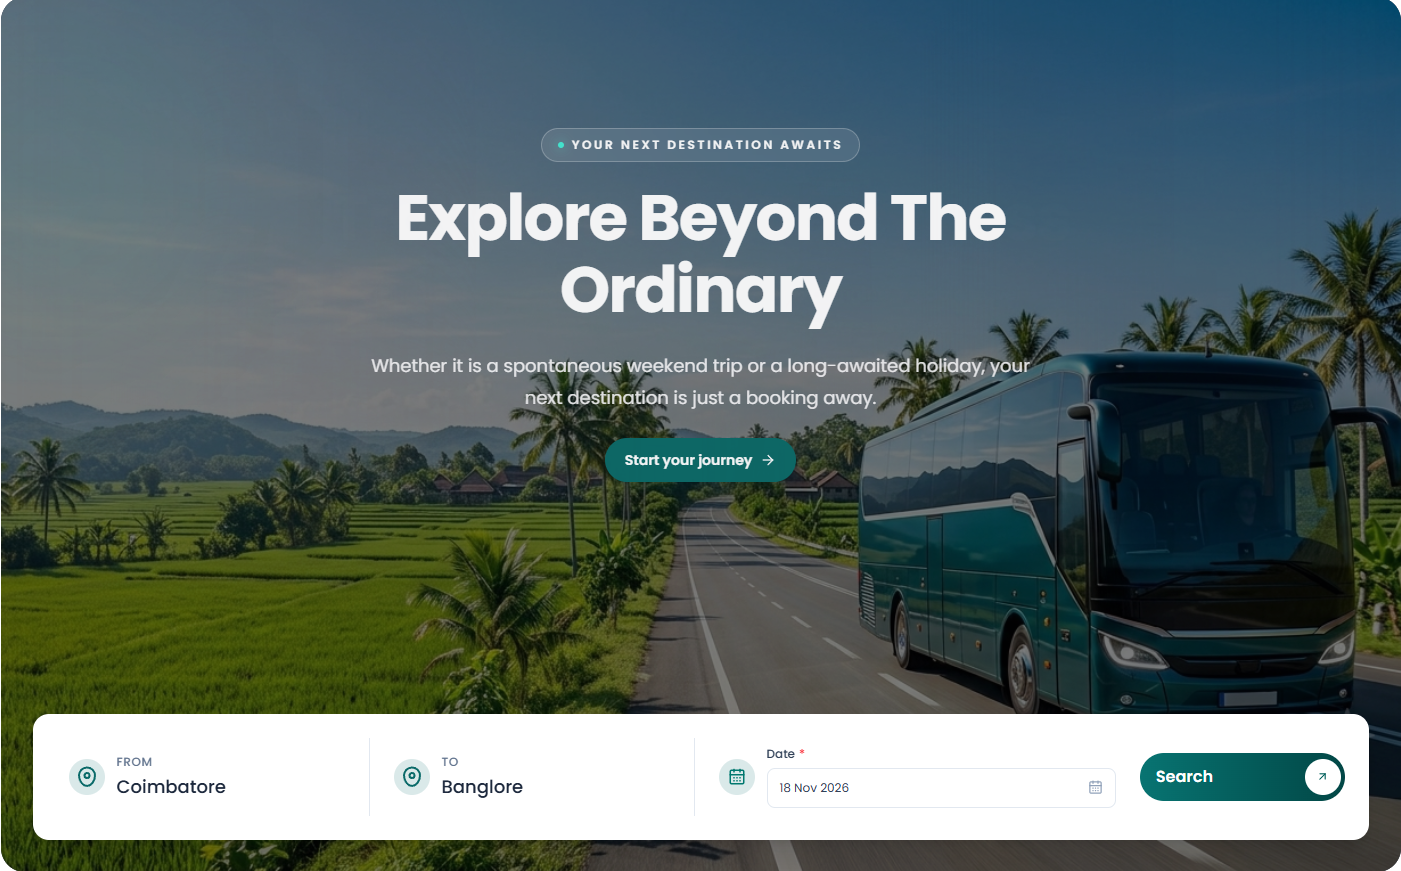 YOUR NEXT DESTINATION AWAITS
Explore Beyond The
Ordinary
Whether it is a spontaneous weekend trip or a long-awaited holiday, your
next destination is just a booking away.
Start your journey
FROM
Coimbatore
TO
Banglore
Date *
18 Nov 2026
Search